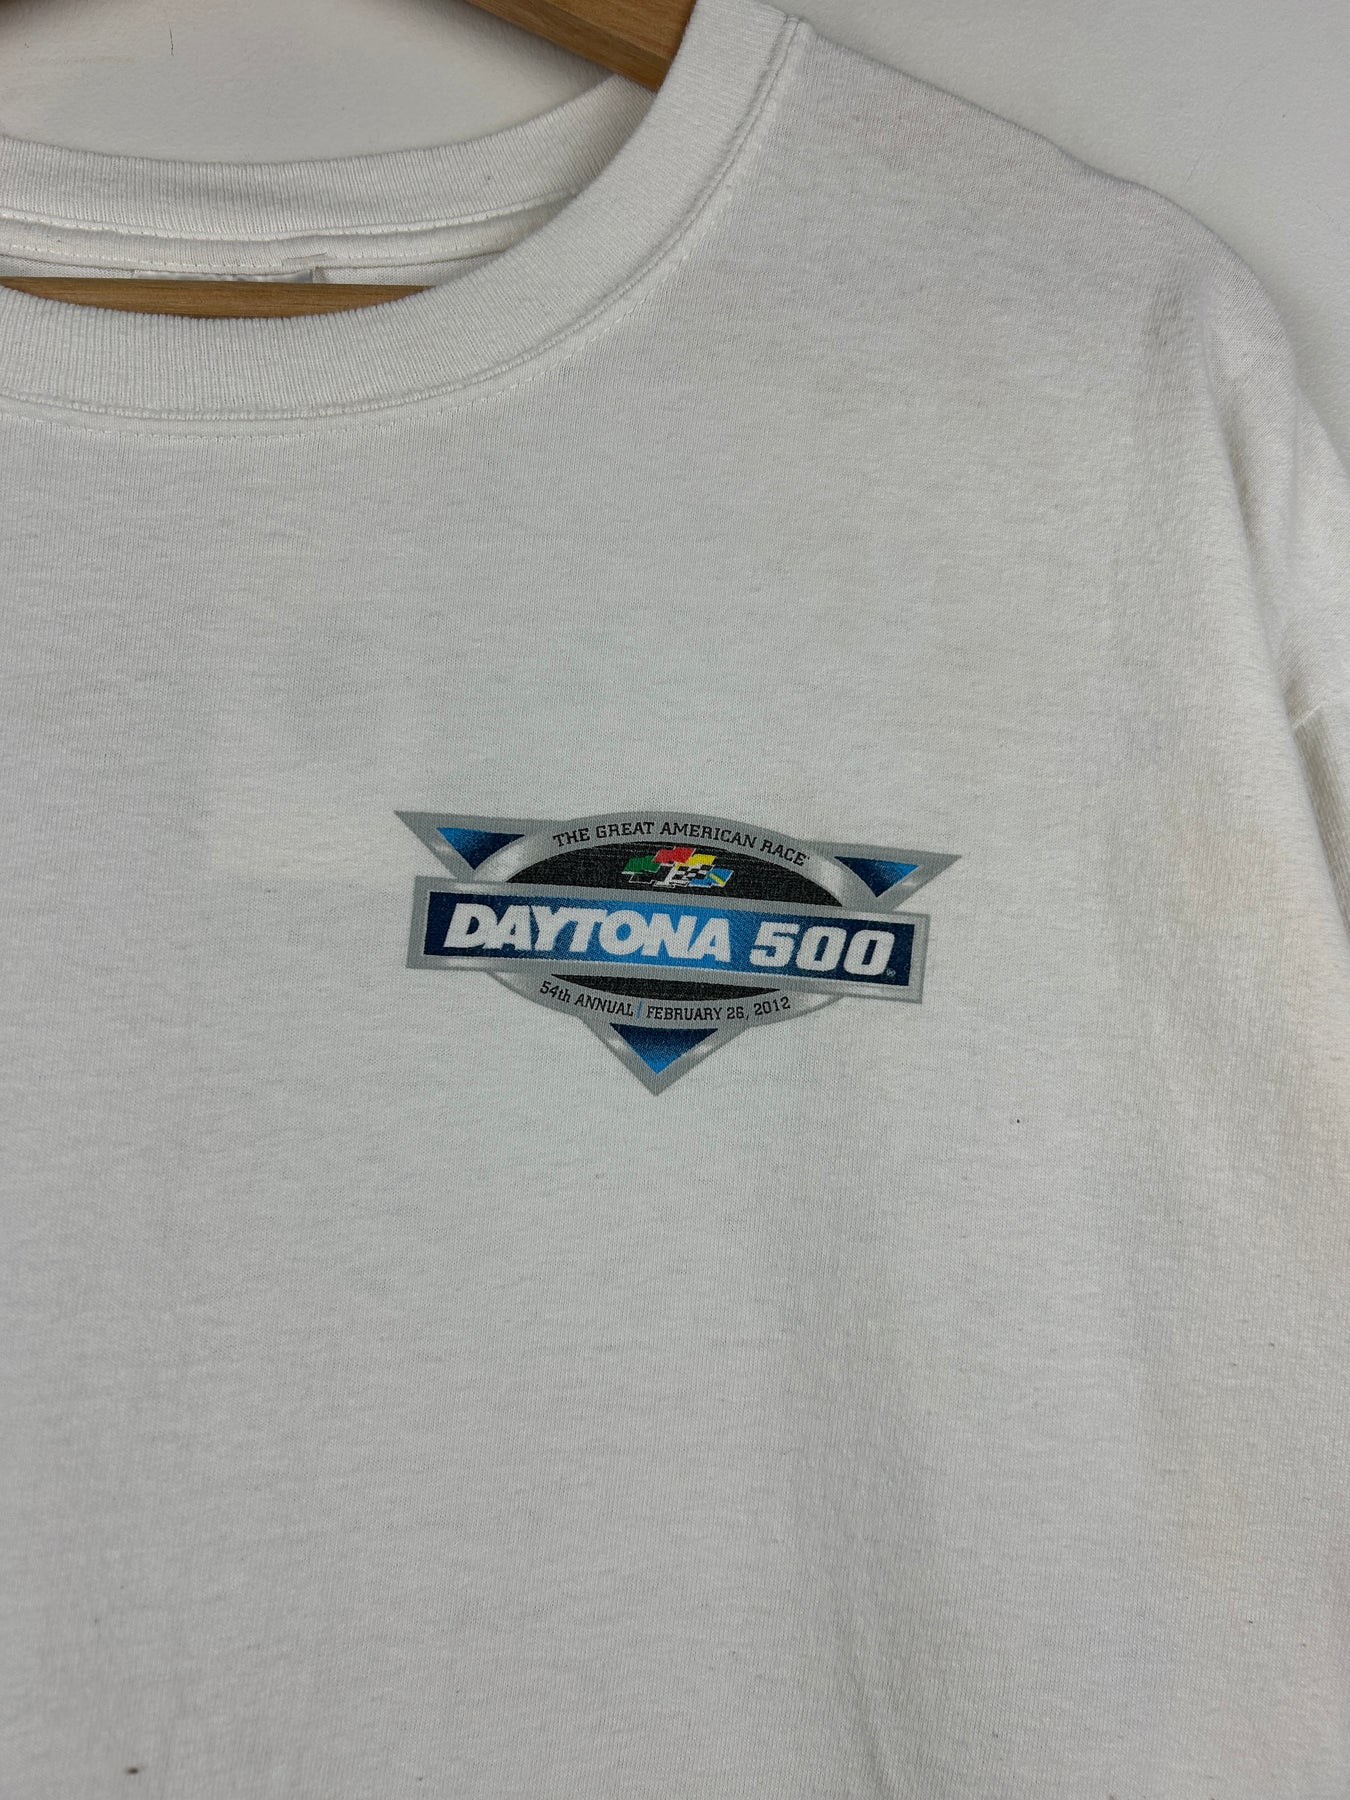 THE GREAT AMERICAN RACE
DAYTONA 500®
54th ANNUAL | FEBRUARY 26, 2012